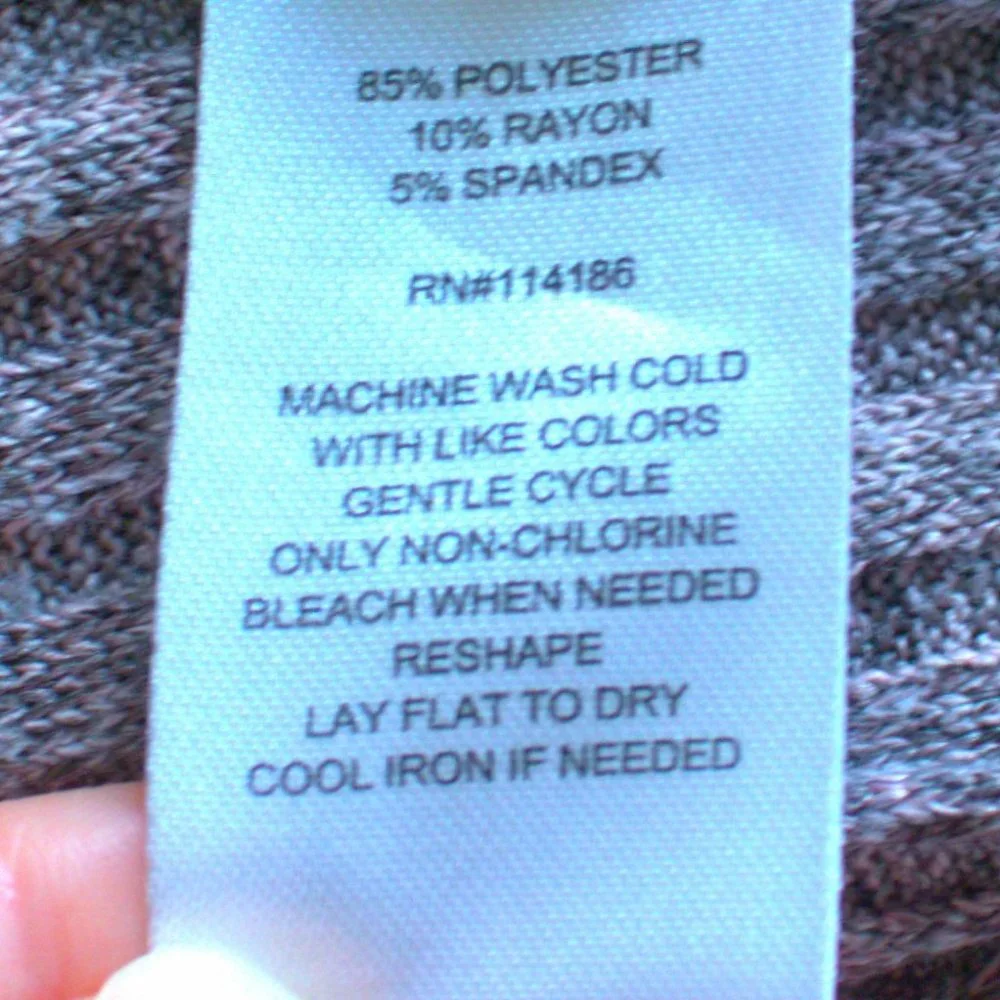 85% POLYESTER
10% RAYON
5% SPANDEX
RN#114186
MACHINE WASH COLD
WITH LIKE COLORS
GENTLE CYCLE
ONLY NON-CHLORINE
BLEACH WHEN NEEDED
RESHAPE
LAY FLAT TO DRY
COOL IRON IF NEEDED